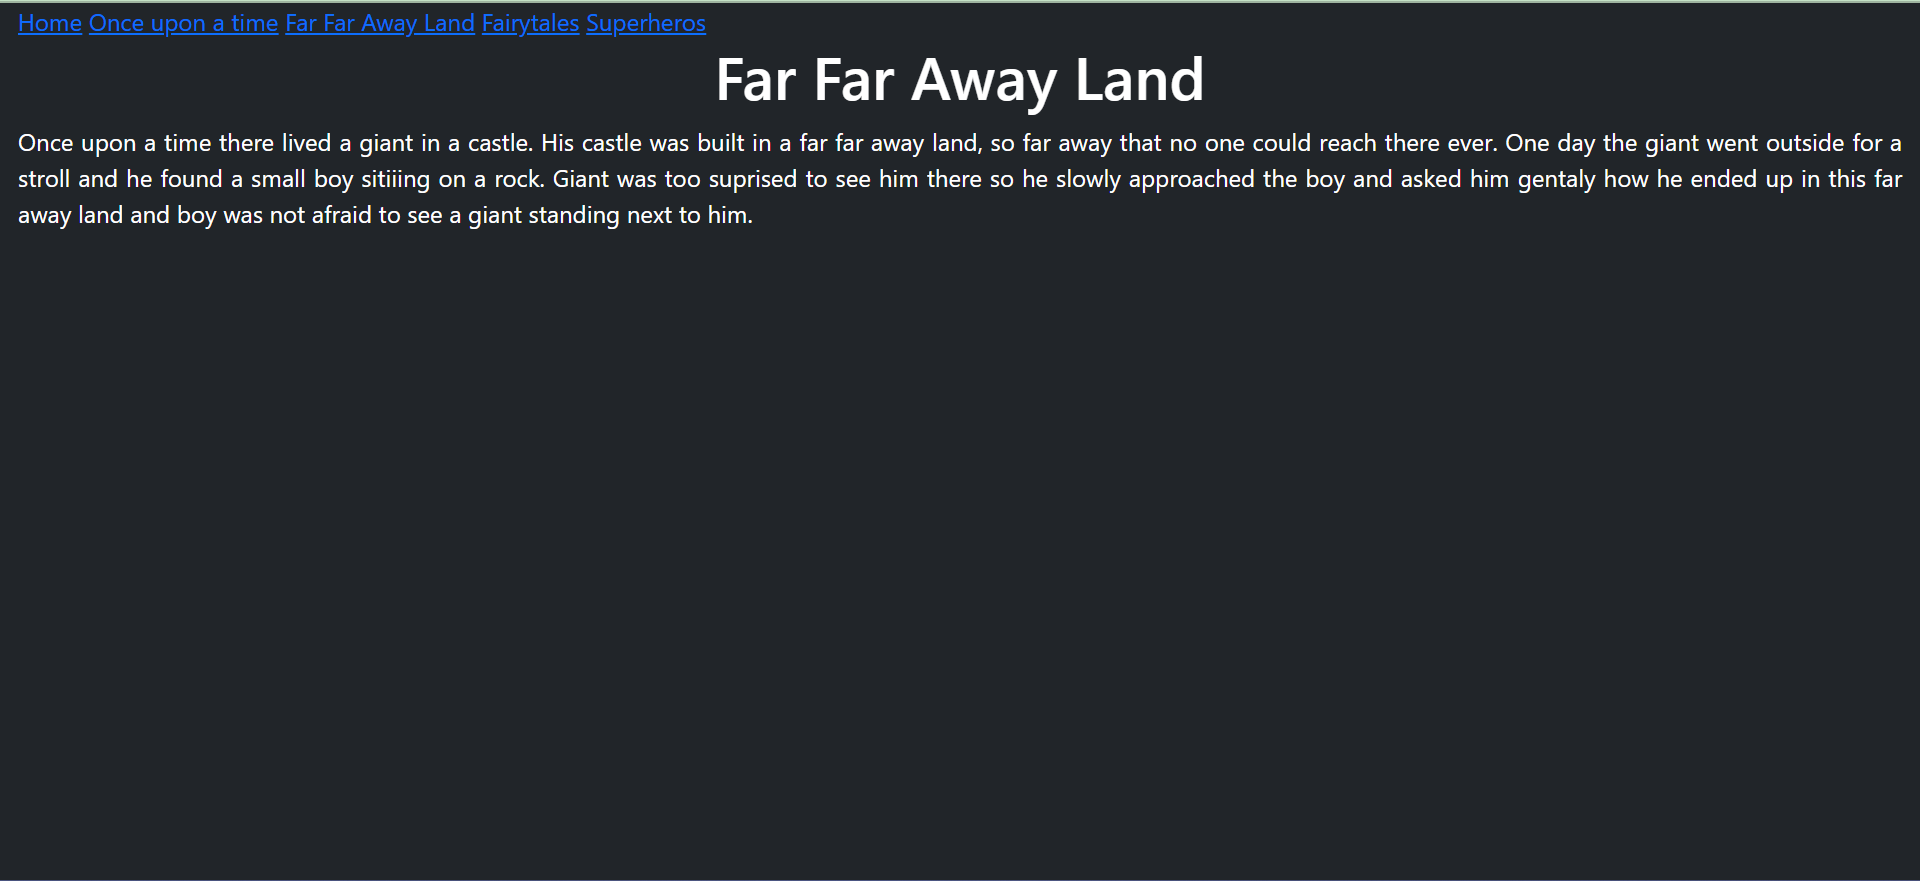 Home Once upon a time Far Far Away Land Fairytales Superheros
Far Far Away Land
Once upon a time there lived a giant in a castle. His castle was built in a far far away land, so far away that no one could reach there ever. One day the giant went outside for a
stroll and he found a small boy sitiiing on a rock. Giant was too suprised to see him there so he slowly approached the boy and asked him gentaly how he ended up in this far
away land and boy was not afraid to see a giant standing next to him.